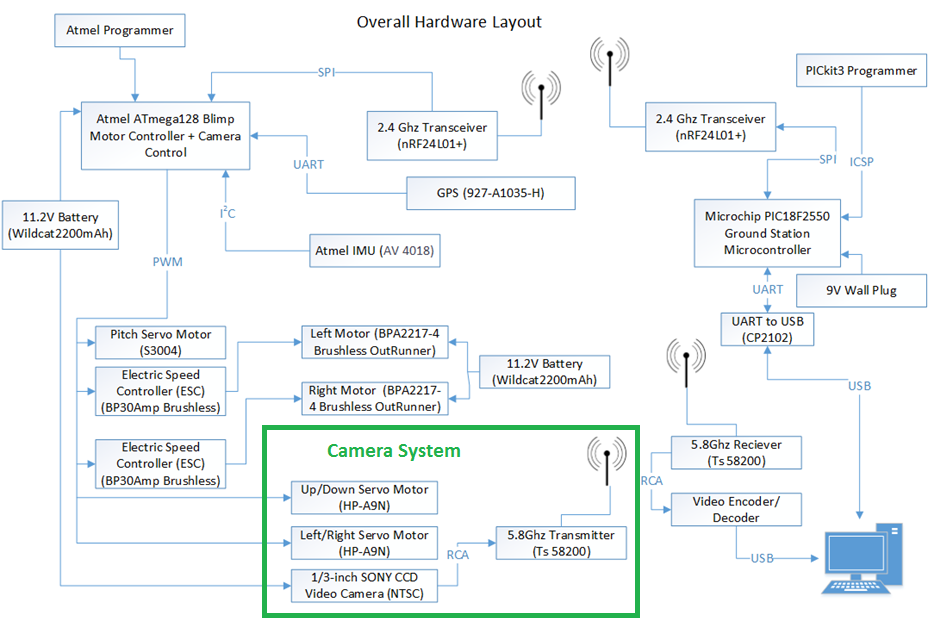 Overall Hardware Layout
Atmel Programmer
PICkit3 Programmer
SPI
Atmel ATmega128 Blimp
Motor Controller + Camera
Control
2.4 Ghz Transceiver
(nRF24L01+)
2.4 Ghz Transceiver
(nRF24L01+)
SPI
ICSP
UART
GPS (927-A1035-H)
11.2V Battery
(Wildcat2200mAh)
I²C
Microchip PIC18F2550
Ground Station
Microcontroller
Atmel IMU (AV 4018)
PWM
UART
9V Wall Plug
UART to USB
(CP2102)
Pitch Servo Motor
(S3004)
Left Motor (BPA2217-4
Brushless OutRunner)
11.2V Battery
(Wildcat2200mAh)
Electric Speed
Controller (ESC)
(BP30Amp Brushless)
Right Motor (BPA2217-
4 Brushless OutRunner)
USB
Electric Speed
Controller (ESC)
(BP30Amp Brushless)
Camera System
5.8Ghz Reciever
(Ts 58200)
RCA
Up/Down Servo Motor
(HP-A9N)
Video Encoder/
Decoder
Left/Right Servo Motor
(HP-A9N)
5.8Ghz Transmitter
(Ts 58200)
RCA
USB
1/3-inch SONY CCD
Video Camera (NTSC)